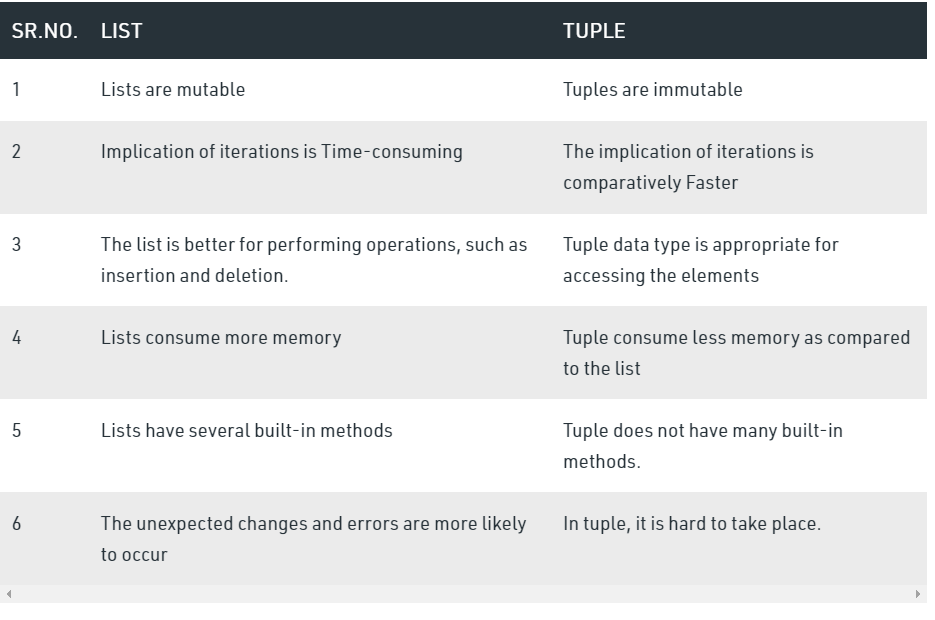 SR.NO. LIST TUPLE
1 Lists are mutable Tuples are immutable
2 Implication of iterations is Time-consuming The implication of iterations is
comparatively Faster
3 The list is better for performing operations, such as Tuple data type is appropriate for
insertion and deletion. accessing the elements
4 Lists consume more memory Tuple consume less memory as compared
to the list
5 Lists have several built-in methods Tuple does not have many built-in
methods.
6 The unexpected changes and errors are more likely In tuple, it is hard to take place.
to occur